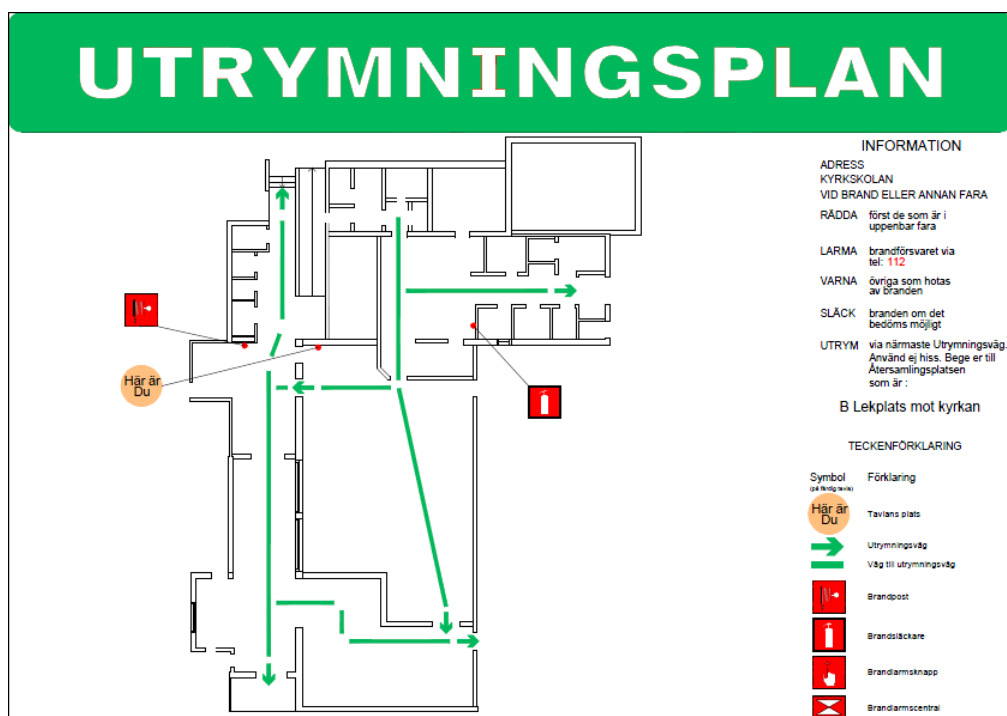 UTRYMNINGSPLAN
INFORMATION
ADRESS
KYRKSKOLAN
VID BRAND ELLER ANNAN FARA
RÄDDA först de som är i
uppenbar fara
LARMA brandförsvaret via
tel: 112
VARNA övriga som hotas
av branden
SLÄCK branden om det
bedöms möjligt
UTRYM via närmaste Utrymningsväg.
Använd ej hiss. Bege er till
Återsamlingsplatsen
som är :
B Lekplats mot kyrkan
Här är
Du
TECKENFÖRKLARING
Symbol Förklaring
(på färdig tavla)
Här är
Du
Tavlans plats
Utrymningsväg
Väg till utrymningsväg
Brandpost
Brandsläckare
Brandlarmsknapp
Brandlarmscentral